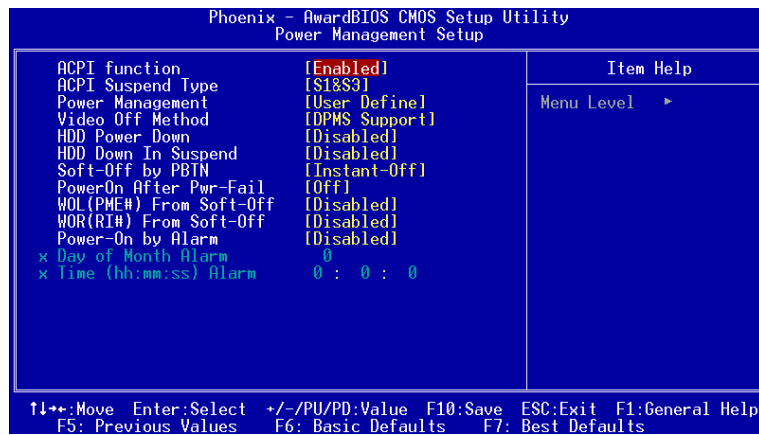 Phoenix - AwardBIOS CMOS Setup Utility
Power Management Setup
ACPI function [Enabled]
ACPI Suspend Type [S1&S3]
Power Management [User Define]
Video Off Method [DPMS Support]
HDD Power Down [Disabled]
HDD Down In Suspend [Disabled]
Soft-Off by PBTN [Instant-Off]
PowerOn After Pwr-Fail [Off]
WOL(PME#) From Soft-Off [Disabled]
WOR(RI#) From Soft-Off [Disabled]
Power-On by Alarm [Disabled]
x Day of Month Alarm 0
x Time (hh:mm:ss) Alarm 0 : 0 : 0
Item Help
Menu Level ►
↑↓→←:Move Enter:Select +/-/PU/PD:Value F10:Save ESC:Exit F1:General Help
F5: Previous Values F6: Basic Defaults F7: Best Defaults